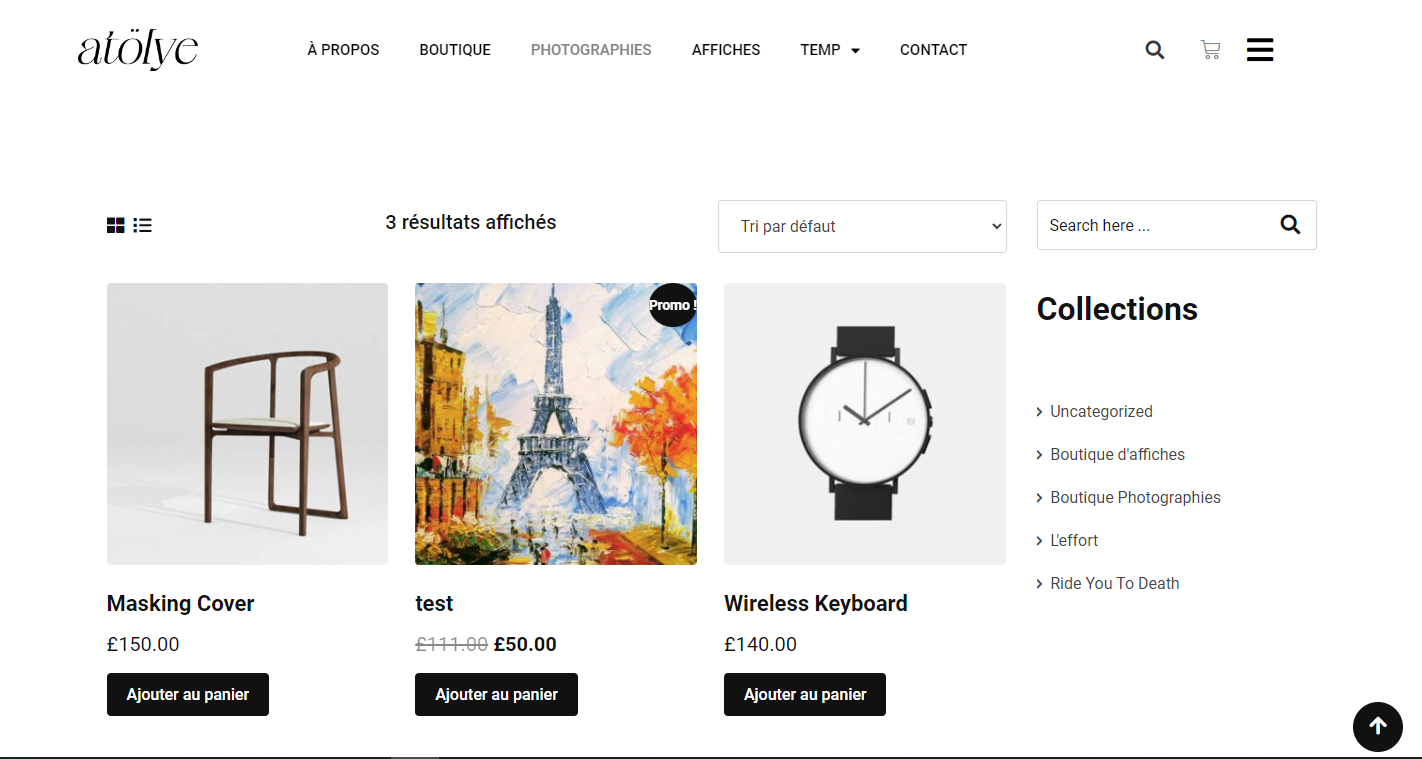 atölye
À PROPOS BOUTIQUE PHOTOGRAPHIES AFFICHES TEMP CONTACT
3 résultats affichés
Tri par défaut
Search here ...
Promo !
Collections
Uncategorized
Boutique d'affiches
Boutique Photographies
L'effort
Ride You To Death
Masking Cover
£150.00
Ajouter au panier
test
£111.00 £50.00
Ajouter au panier
Wireless Keyboard
£140.00
Ajouter au panier